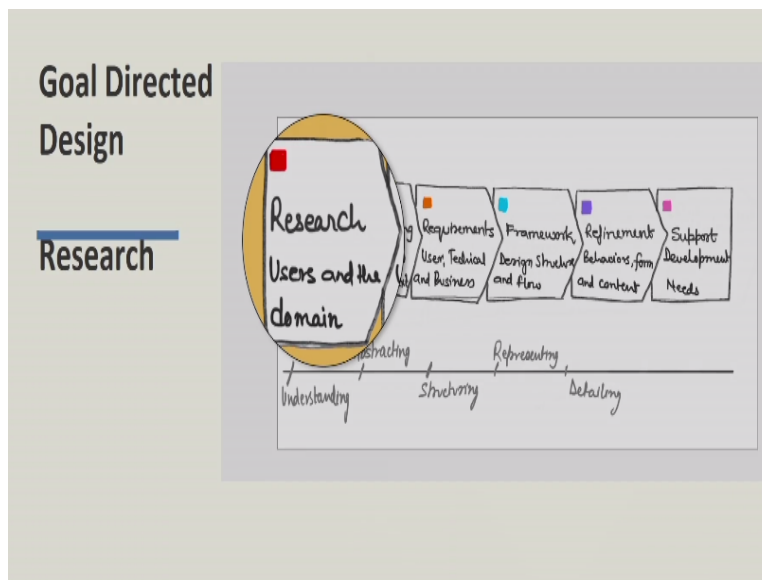 Goal Directed
Design
Research
Research
Users and the
domain
Requirements
User, Technical
and Business
Framework
Design Structure
and flow
Refinement
Behaviors, form
and content
Support
Development
Needs
Understanding
Structuring
Representing
Detailing